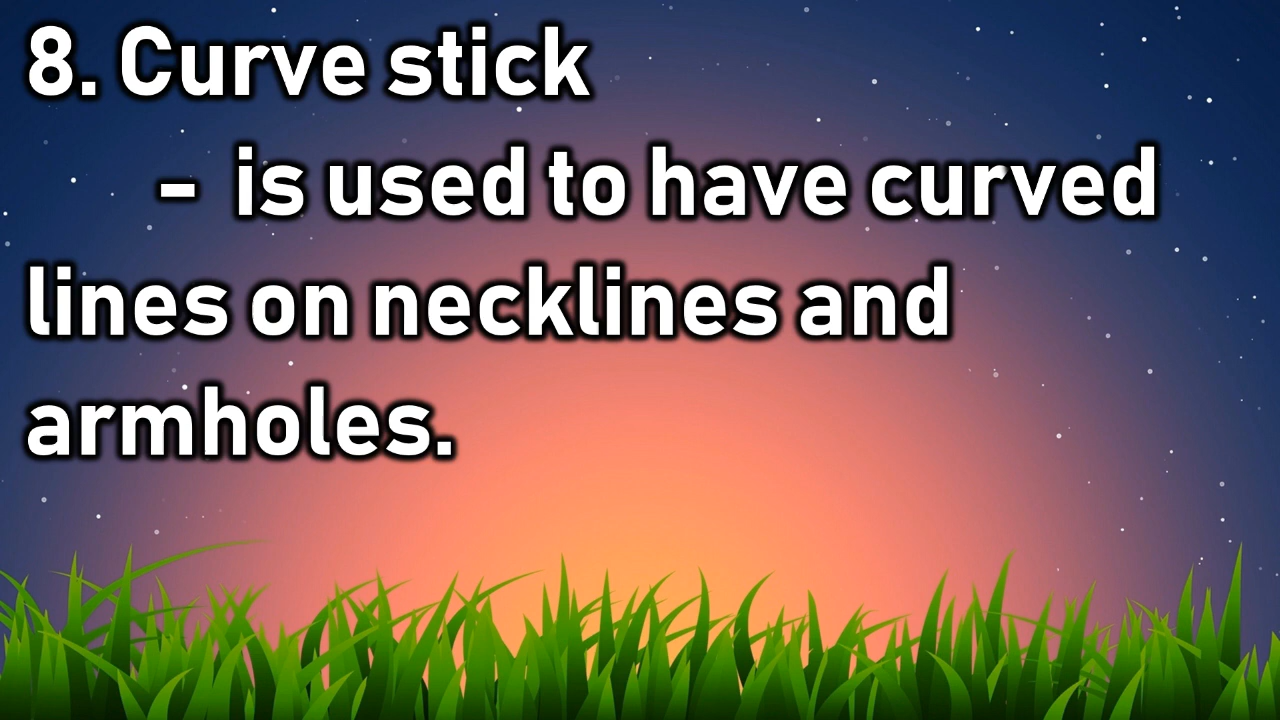 8. Curve stick
- is used to have curved
lines on necklines and
armholes.